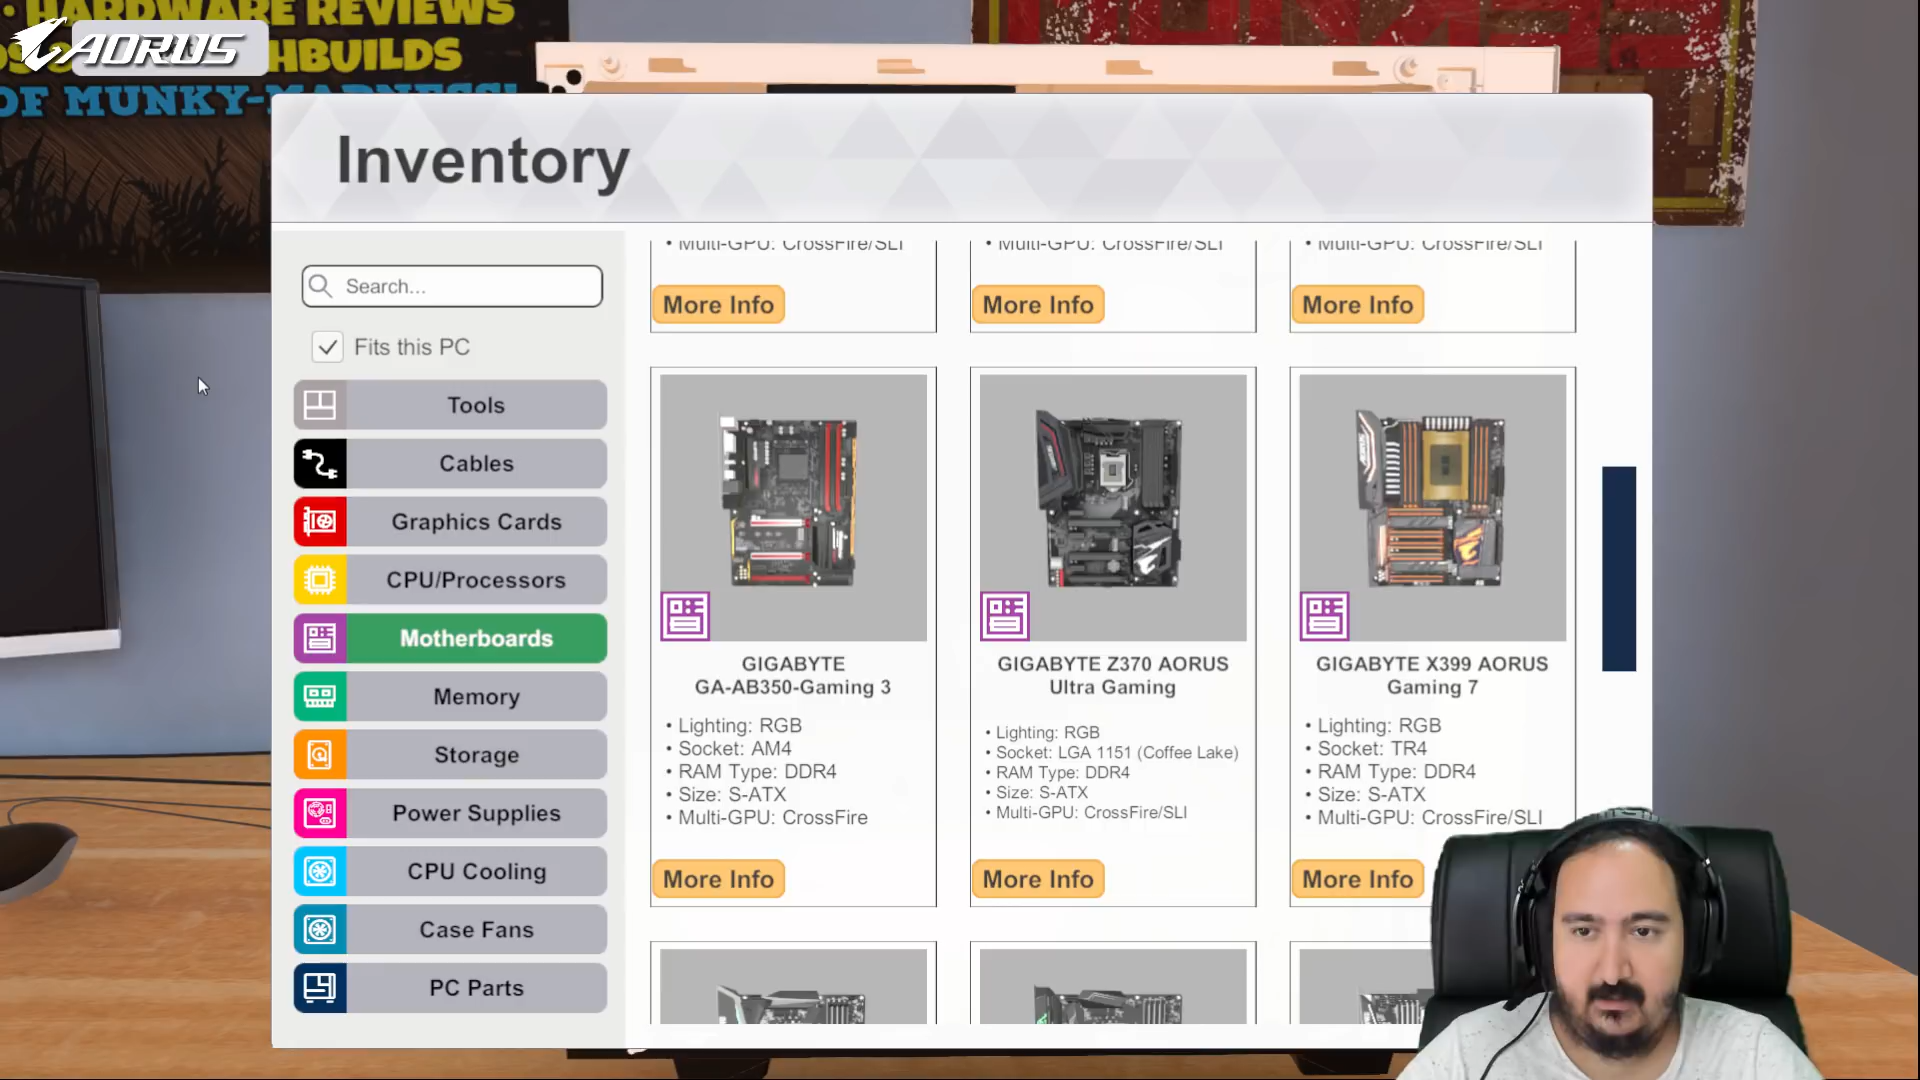 HARDWARE REVIEWS
HBUILDS
OF MUNKY-MADNESS!
AORUS
Inventory
Search...
Fits this PC
Tools
Cables
Graphics Cards
CPU/Processors
Motherboards
Memory
Storage
Power Supplies
CPU Cooling
Case Fans
PC Parts
• Multi-GPU: CrossFire/SLI
More Info
• Multi-GPU: CrossFire/SLI
More Info
• Multi-GPU: CrossFire/SLI
More Info
GIGABYTE
GA-AB350-Gaming 3
• Lighting: RGB
• Socket: AM4
• RAM Type: DDR4
• Size: S-ATX
• Multi-GPU: CrossFire
More Info
GIGABYTE Z370 AORUS
Ultra Gaming
• Lighting: RGB
• Socket: LGA 1151 (Coffee Lake)
• RAM Type: DDR4
• Size: S-ATX
• Multi-GPU: CrossFire/SLI
More Info
GIGABYTE X399 AORUS
Gaming 7
• Lighting: RGB
• Socket: TR4
• RAM Type: DDR4
• Size: S-ATX
• Multi-GPU: CrossFire/SLI
More Info